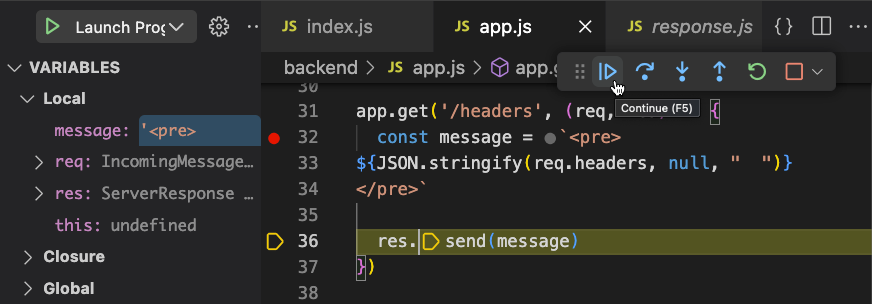 Launch Prog
JS index.js
JS app.js
JS response.js
{}
VARIABLES
Local
message: '<pre>
req: IncomingMessage…
res: ServerResponse …
this: undefined
Closure
Global
backend > JS app.js > app.g
Continue (F5)
30
31 app.get('/headers', (req, {
32 const message = `<pre>
33 ${JSON.stringify(req.headers, null, "  ")}
34 </pre>`
35
36 res.send(message)
37 })
38